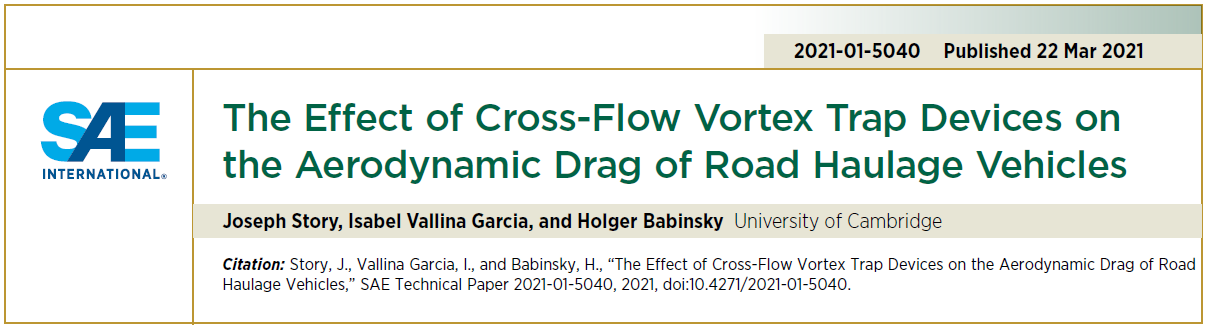 2021-01-5040 Published 22 Mar 2021
SAE
INTERNATIONAL®
The Effect of Cross-Flow Vortex Trap Devices on
the Aerodynamic Drag of Road Haulage Vehicles
Joseph Story, Isabel Vallina Garcia, and Holger Babinsky University of Cambridge
Citation: Story, J., Vallina Garcia, I., and Babinsky, H., “The Effect of Cross-Flow Vortex Trap Devices on the Aerodynamic Drag of Road
Haulage Vehicles,” SAE Technical Paper 2021-01-5040, 2021, doi:10.4271/2021-01-5040.